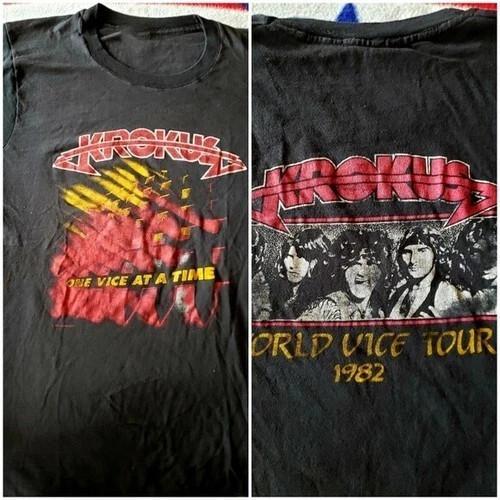 KROKUS
ONE VICE AT A TIME
KROKUS
ORLD VICE TOUR
1982